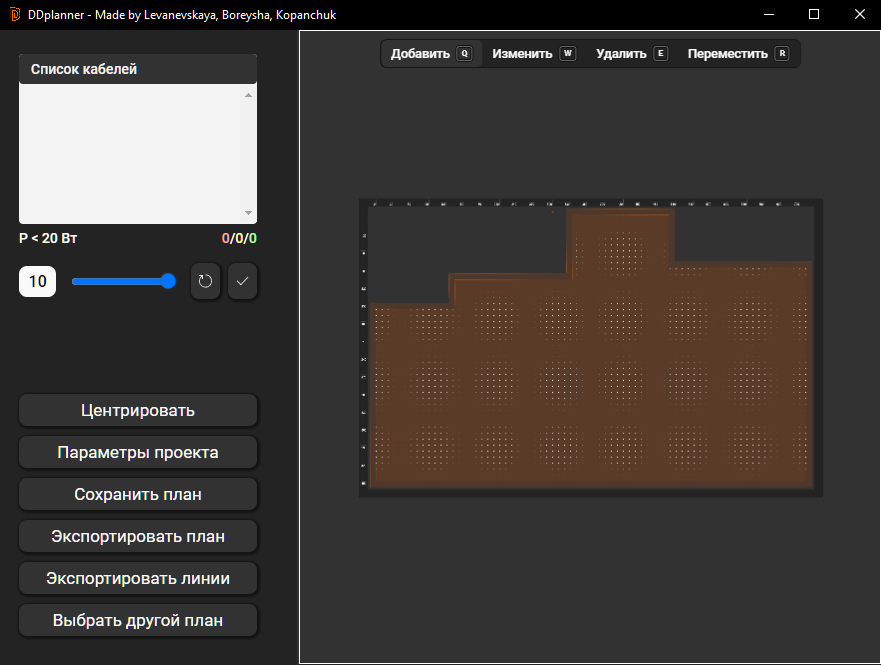 DDplanner - Made by Levanevskaya, Boreysha, Kopanchuk
Список кабелей
P < 20 Вт 0/0/0
10
Центрировать
Параметры проекта
Сохранить план
Экспортировать план
Экспортировать линии
Выбрать другой план
Добавить Q Изменить W Удалить E Переместить R